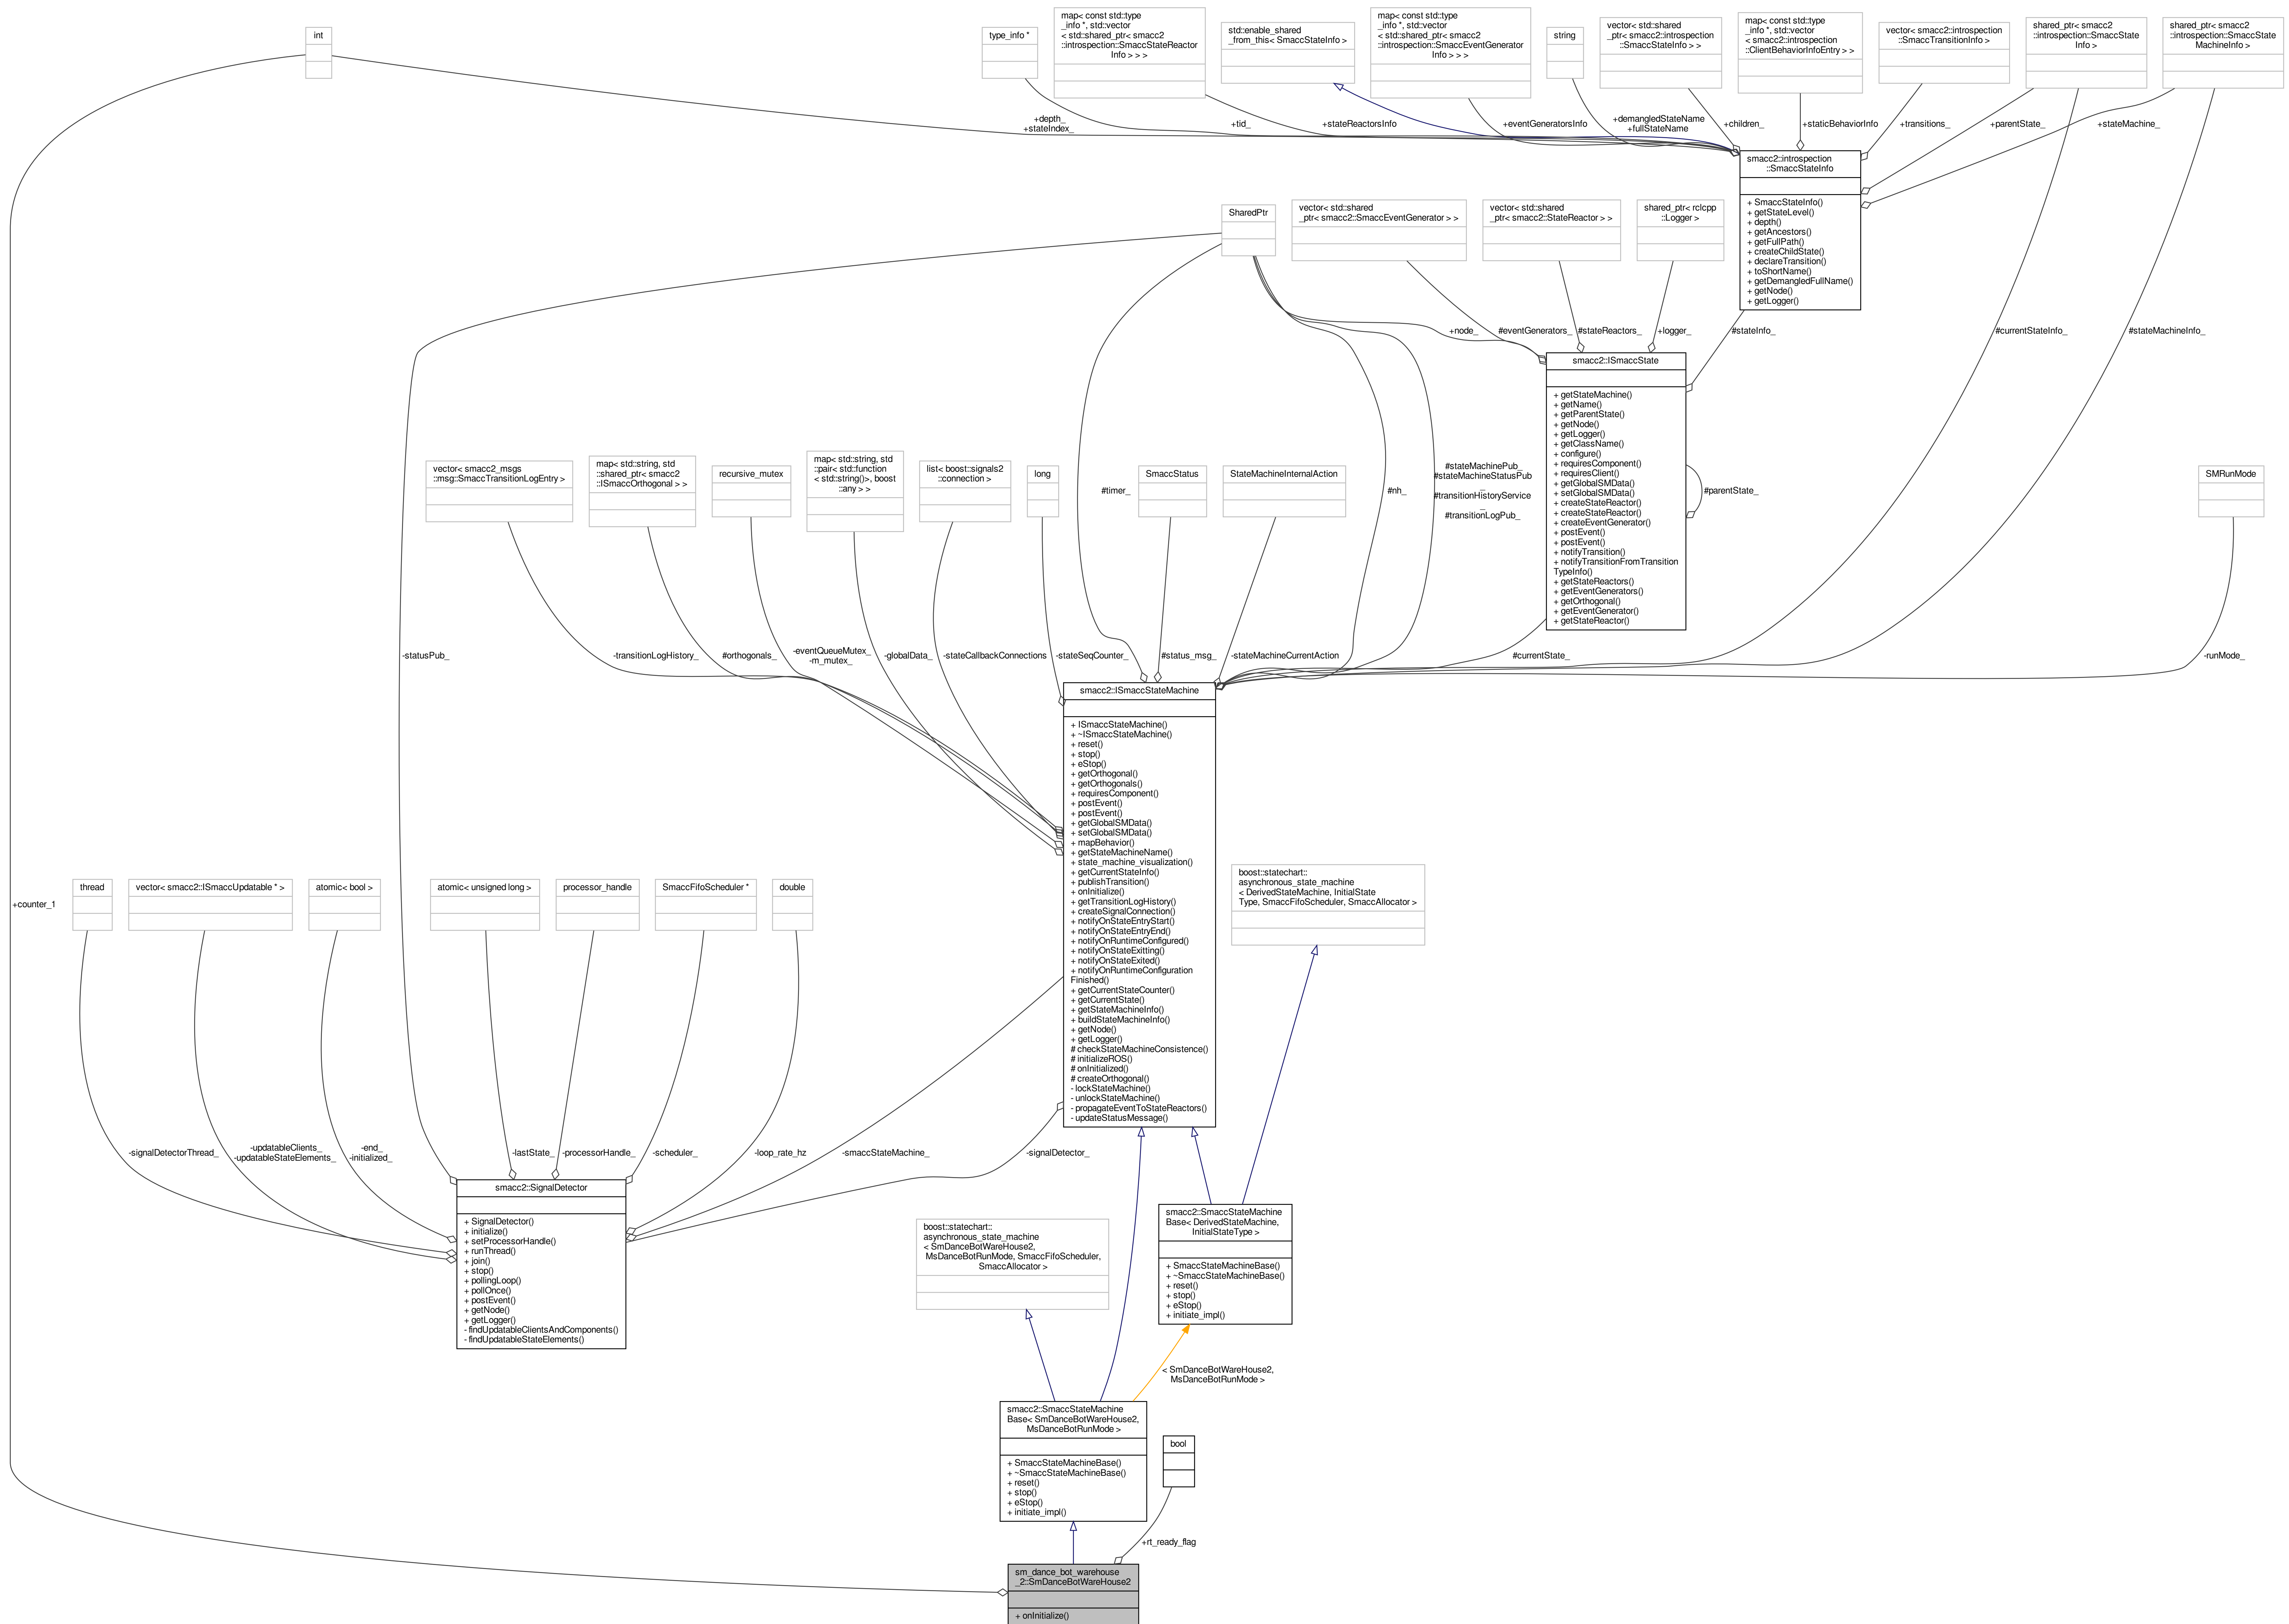 int
type_info *
map< const std::type
_info *, std::vector
< std::shared_ptr< smacc2
::introspection::SmaccStateReactor
Info > > >
std::enable_shared
_from_this< SmaccStateInfo >
map< const std::type
_info *, std::vector
< std::shared_ptr< smacc2
::introspection::SmaccEventGenerator
Info > > >
string
vector< std::shared
_ptr< smacc2::introspection
::SmaccStateInfo > >
map< const std::type
_info *, std::vector
< smacc2::introspection
::ClientBehaviorInfoEntry > >
vector< smacc2::introspection
::SmaccTransitionInfo >
shared_ptr< smacc2
::introspection::SmaccState
Info >
shared_ptr< smacc2
::introspection::SmaccState
MachineInfo >
+depth_
+stateIndex_
+tid_
+stateReactorsInfo
+eventGeneratorsInfo
+demangledStateName
+fullStateName
+children_
+staticBehaviorInfo
+transitions_
+parentState_
+stateMachine_
smacc2::introspection
::SmaccStateInfo
+ SmaccStateInfo()
+ getStateLevel()
+ depth()
+ getAncestors()
+ getFullPath()
+ createChildState()
+ declareTransition()
+ toShortName()
+ getDemangledFullName()
+ getNode()
+ getLogger()
SharedPtr
vector< std::shared
_ptr< smacc2::SmaccEventGenerator > >
vector< std::shared
_ptr< smacc2::StateReactor > >
shared_ptr< rclcpp
::Logger >
+node_
#eventGenerators_
#stateReactors_
+logger_
#stateInfo_
#currentStateInfo_
#stateMachineInfo_
smacc2::ISmaccState
+ getStateMachine()
+ getName()
+ getParentState()
+ getNode()
+ getLogger()
+ getClassName()
+ configure()
+ requiresComponent()
+ requiresClient()
+ getGlobalSMData()
+ setGlobalSMData()
+ createStateReactor()
+ createStateReactor()
+ createEventGenerator()
+ postEvent()
+ postEvent()
+ notifyTransition()
+ notifyTransitionFromTransition
TypeInfo()
+ getStateReactors()
+ getEventGenerators()
+ getOrthogonal()
+ getEventGenerator()
+ getStateReactor()
#parentState_
vector< smacc2_msgs
::msg::SmaccTransitionLogEntry >
map< std::string, std
::shared_ptr< smacc2
::ISmaccOrthogonal > >
recursive_mutex
map< std::string, std
::pair< std::function
< std::string()>, boost
::any > >
list< boost::signals2
::connection >
long
#timer_
SmaccStatus
StateMachineInternalAction
#nh_
#stateMachinePub_
#stateMachineStatusPub
_
#transitionHistoryService
_
#transitionLogPub_
SMRunMode
-statusPub_
-transitionLogHistory_
#orthogonals_
-eventQueueMutex_
-m_mutex_
-globalData_
-stateCallbackConnections
-stateSeqCounter_
#status_msg_
-stateMachineCurrentAction
#currentState_
-runMode_
smacc2::ISmaccStateMachine
+ ISmaccStateMachine()
+ ~ISmaccStateMachine()
+ reset()
+ stop()
+ eStop()
+ getOrthogonal()
+ getOrthogonals()
+ requiresComponent()
+ postEvent()
+ postEvent()
+ getGlobalSMData()
+ setGlobalSMData()
+ mapBehavior()
+ getStateMachineName()
+ state_machine_visualization()
+ getCurrentStateInfo()
+ publishTransition()
+ onInitialize()
+ getTransitionLogHistory()
+ createSignalConnection()
+ notifyOnStateEntryStart()
+ notifyOnStateEntryEnd()
+ notifyOnRuntimeConfigured()
+ notifyOnStateExitting()
+ notifyOnStateExited()
+ notifyOnRuntimeConfiguration
Finished()
+ getCurrentStateCounter()
+ getCurrentState()
+ getStateMachineInfo()
+ buildStateMachineInfo()
+ getNode()
+ getLogger()
# checkStateMachineConsistence()
# initializeROS()
# onInitialized()
# createOrthogonal()
- lockStateMachine()
- unlockStateMachine()
- propagateEventToStateReactors()
- updateStatusMessage()
+counter_1
thread
vector< smacc2::ISmaccUpdatable * >
atomic< bool >
atomic< unsigned long >
processor_handle
SmaccFifoScheduler *
double
boost::statechart::
asynchronous_state_machine
< DerivedStateMachine, InitialState
Type, SmaccFifoScheduler, SmaccAllocator >
-signalDetectorThread_
-updatableClients_
-updatableStateElements_
-end_
-initialized_
-lastState_
-processorHandle_
-scheduler_
-loop_rate_hz
-smaccStateMachine_
-signalDetector_
smacc2::SignalDetector
+ SignalDetector()
+ initialize()
+ setProcessorHandle()
+ runThread()
+ join()
+ stop()
+ pollingLoop()
+ pollOnce()
+ postEvent()
+ getNode()
+ getLogger()
- findUpdatableClientsAndComponents()
- findUpdatableStateElements()
boost::statechart::
asynchronous_state_machine
< SmDanceBotWareHouse2,
MsDanceBotRunMode, SmaccFifoScheduler,
SmaccAllocator >
smacc2::SmaccStateMachine
Base< DerivedStateMachine,
InitialStateType >
+ SmaccStateMachineBase()
+ ~SmaccStateMachineBase()
+ reset()
+ stop()
+ eStop()
+ initiate_impl()
< SmDanceBotWareHouse2,
MsDanceBotRunMode >
smacc2::SmaccStateMachine
Base< SmDanceBotWareHouse2,
MsDanceBotRunMode >
+ SmaccStateMachineBase()
+ ~SmaccStateMachineBase()
+ reset()
+ stop()
+ eStop()
+ initiate_impl()
bool
+rt_ready_flag
sm_dance_bot_warehouse
_2::SmDanceBotWareHouse2
+ onInitialize()